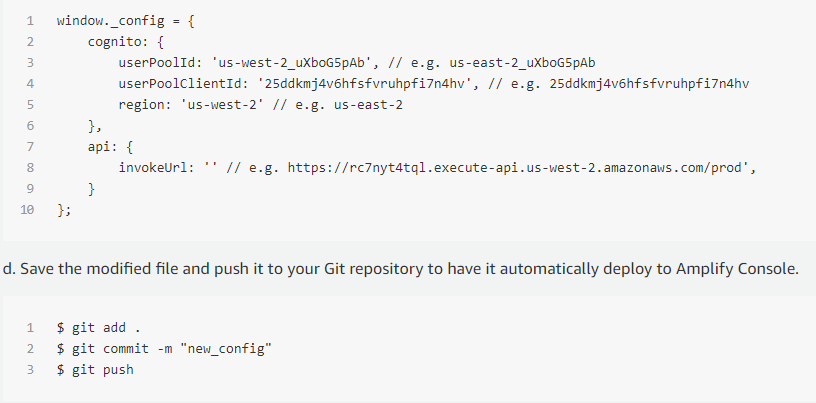 1 window._config = {
2 cognito: {
3 userPoolId: 'us-west-2_uXboG5pAb', // e.g. us-east-2_uXboG5pAb
4 userPoolClientId: '25ddkmj4v6hfsfvruhpfi7n4hv', // e.g. 25ddkmj4v6hfsfvruhpfi7n4hv
5 region: 'us-west-2' // e.g. us-east-2
6 },
7 api: {
8 invokeUrl: '' // e.g. https://rc7nyt4tql.execute-api.us-west-2.amazonaws.com/prod',
9 }
10 };
d. Save the modified file and push it to your Git repository to have it automatically deploy to Amplify Console.
1 $ git add .
2 $ git commit -m "new_config"
3 $ git push